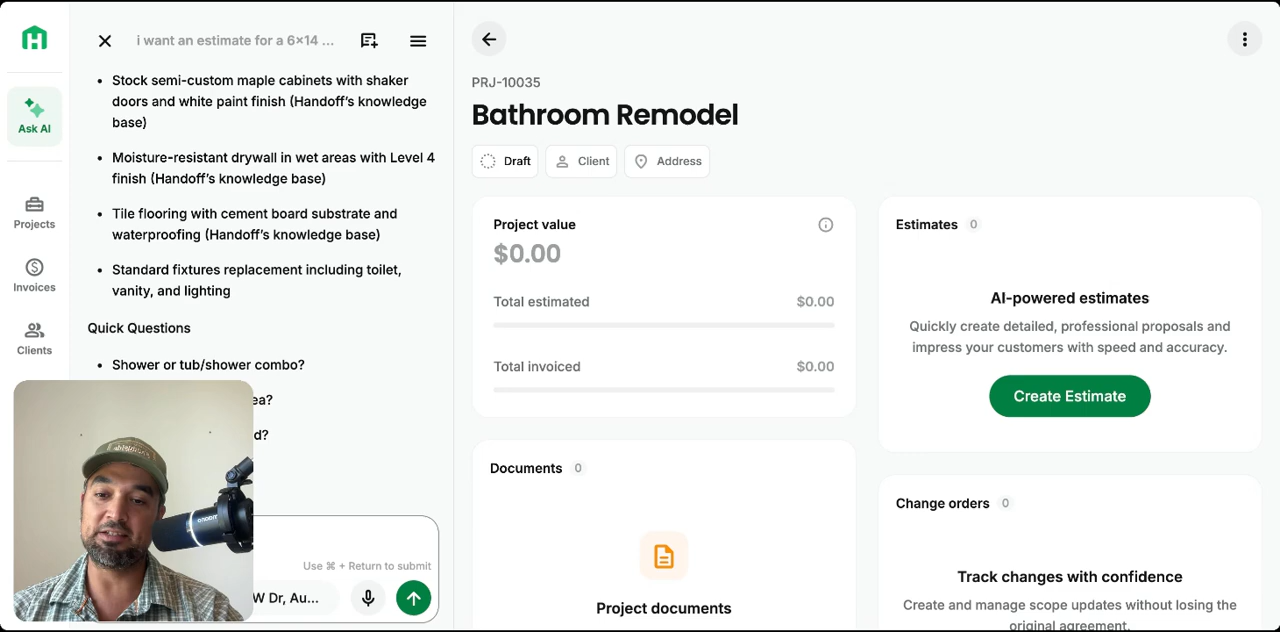 i want an estimate for a 6×14 ...
Ask AI
Projects
Invoices
Clients
• Stock semi-custom maple cabinets with shaker
doors and white paint finish (Handoff's knowledge
base)
• Moisture-resistant drywall in wet areas with Level 4
finish (Handoff's knowledge base)
• Tile flooring with cement board substrate and
waterproofing (Handoff's knowledge base)
• Standard fixtures replacement including toilet,
vanity, and lighting
Quick Questions
• Shower or tub/shower combo?
ea?
d?
Use ⌘ + Return to submit
W Dr, Au...
PRJ-10035
Bathroom Remodel
Draft
Client
Address
Project value
$0.00
Total estimated $0.00
Total invoiced $0.00
Documents 0
Project documents
Estimates 0
AI-powered estimates
Quickly create detailed, professional proposals and
impress your customers with speed and accuracy.
Create Estimate
Change orders 0
Track changes with confidence
Create and manage scope updates without losing the
original agreement.